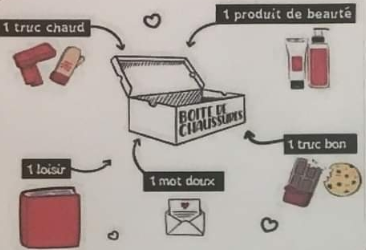 1 truc chaud
1 produit de beauté
BOITE DE
CHAUSSURES
1 truc bon
1 loisir
1 mot doux